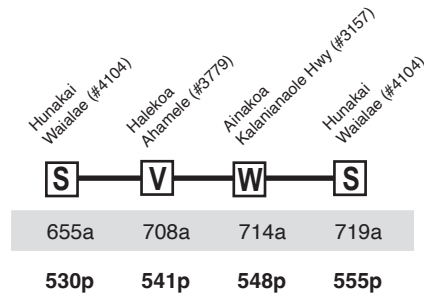 Hunakai
Waialae (#4104)
Halekoa
Ahamele (#3779)
Ainakoa
Kalanianaole Hwy (#3157)
Hunakai
Waialae (#4104)
S V W S
655a 708a 714a 719a
530p 541p 548p 555p